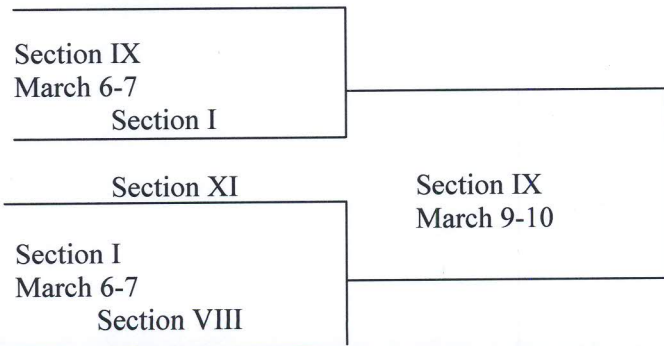 Section IX
March 6-7
Section I
Section XI
Section IX
March 9-10
Section I
March 6-7
Section VIII